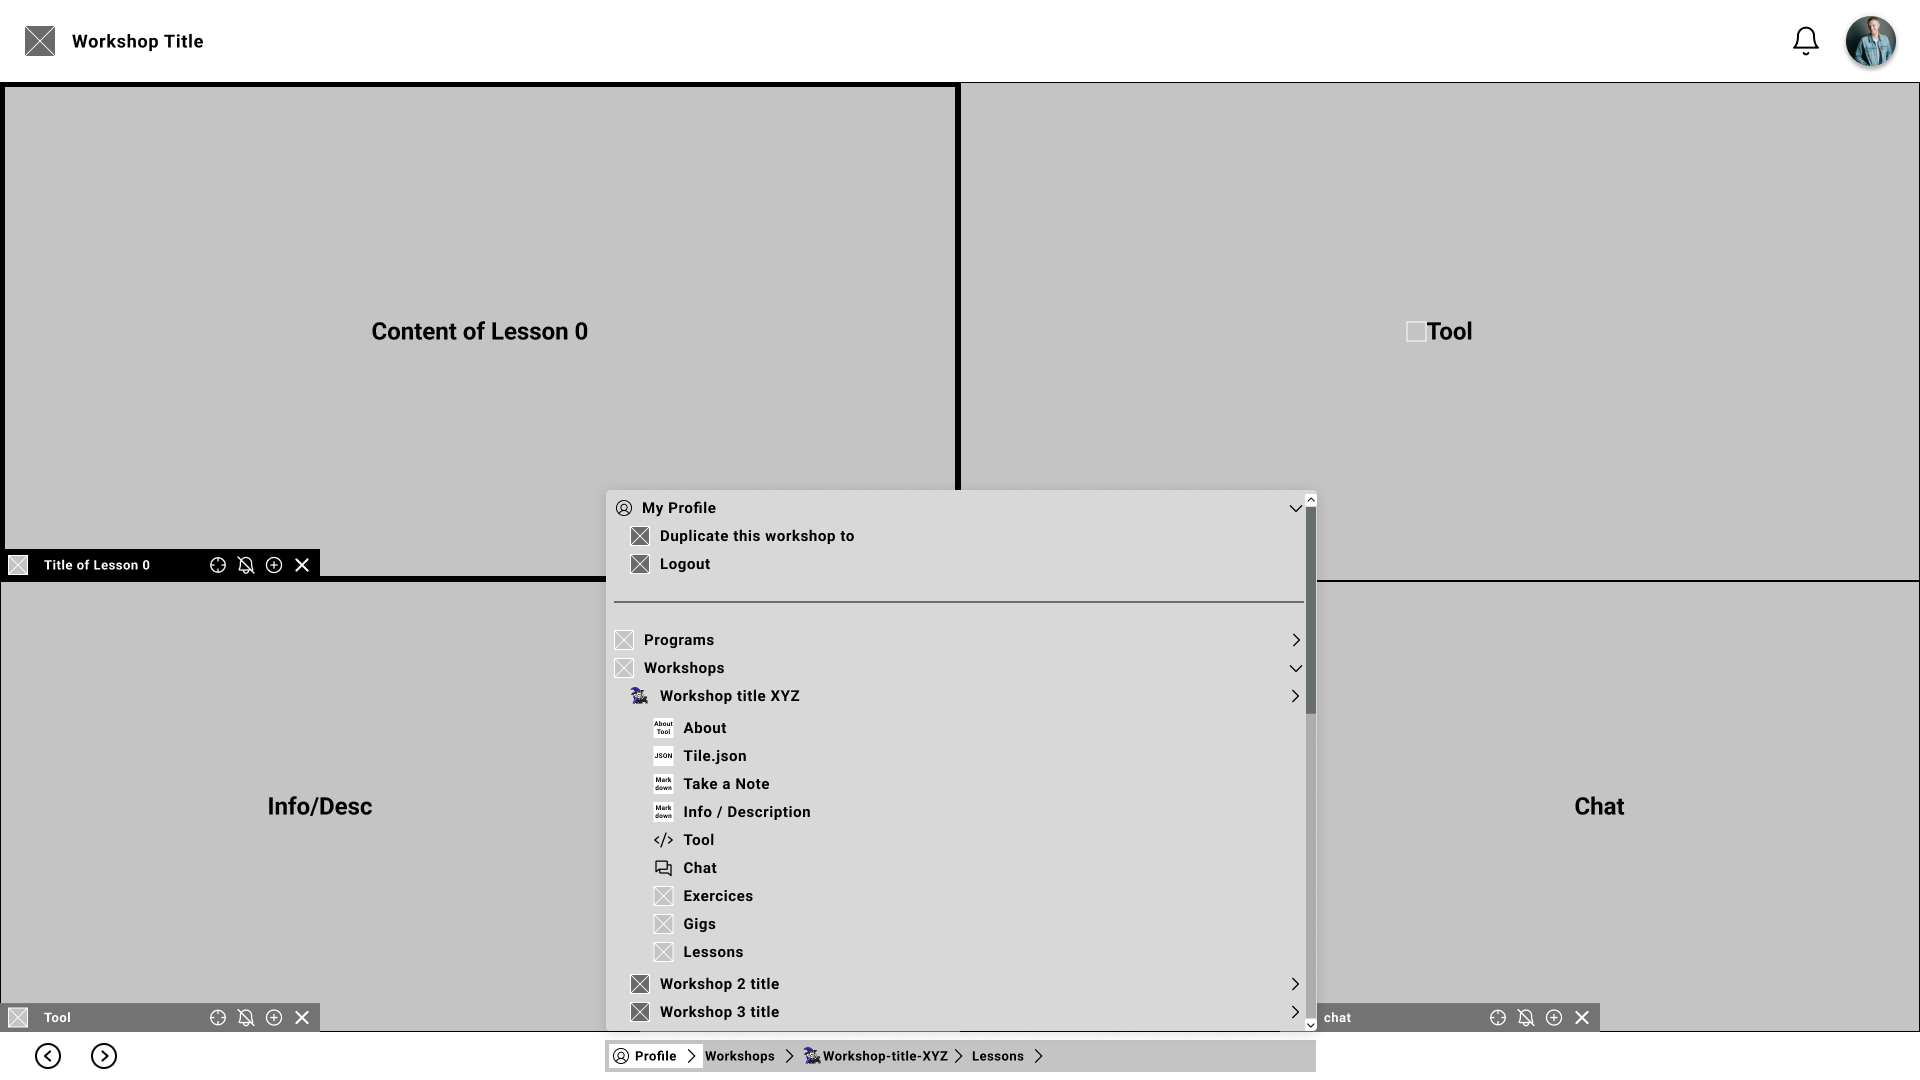 Workshop Title
Content of Lesson 0
Tool
Title of Lesson 0
My Profile
Duplicate this workshop to
Logout
Programs
Workshops
Workshop title XYZ
About Tool
About
JSON
Tile.json
Mark down
Take a Note
Mark down
Info / Description
</>
Tool
Chat
Exercices
Gigs
Lessons
Workshop 2 title
Workshop 3 title
Info/Desc
Chat
Tool
chat
Profile
Workshops
Workshop-title-XYZ
Lessons